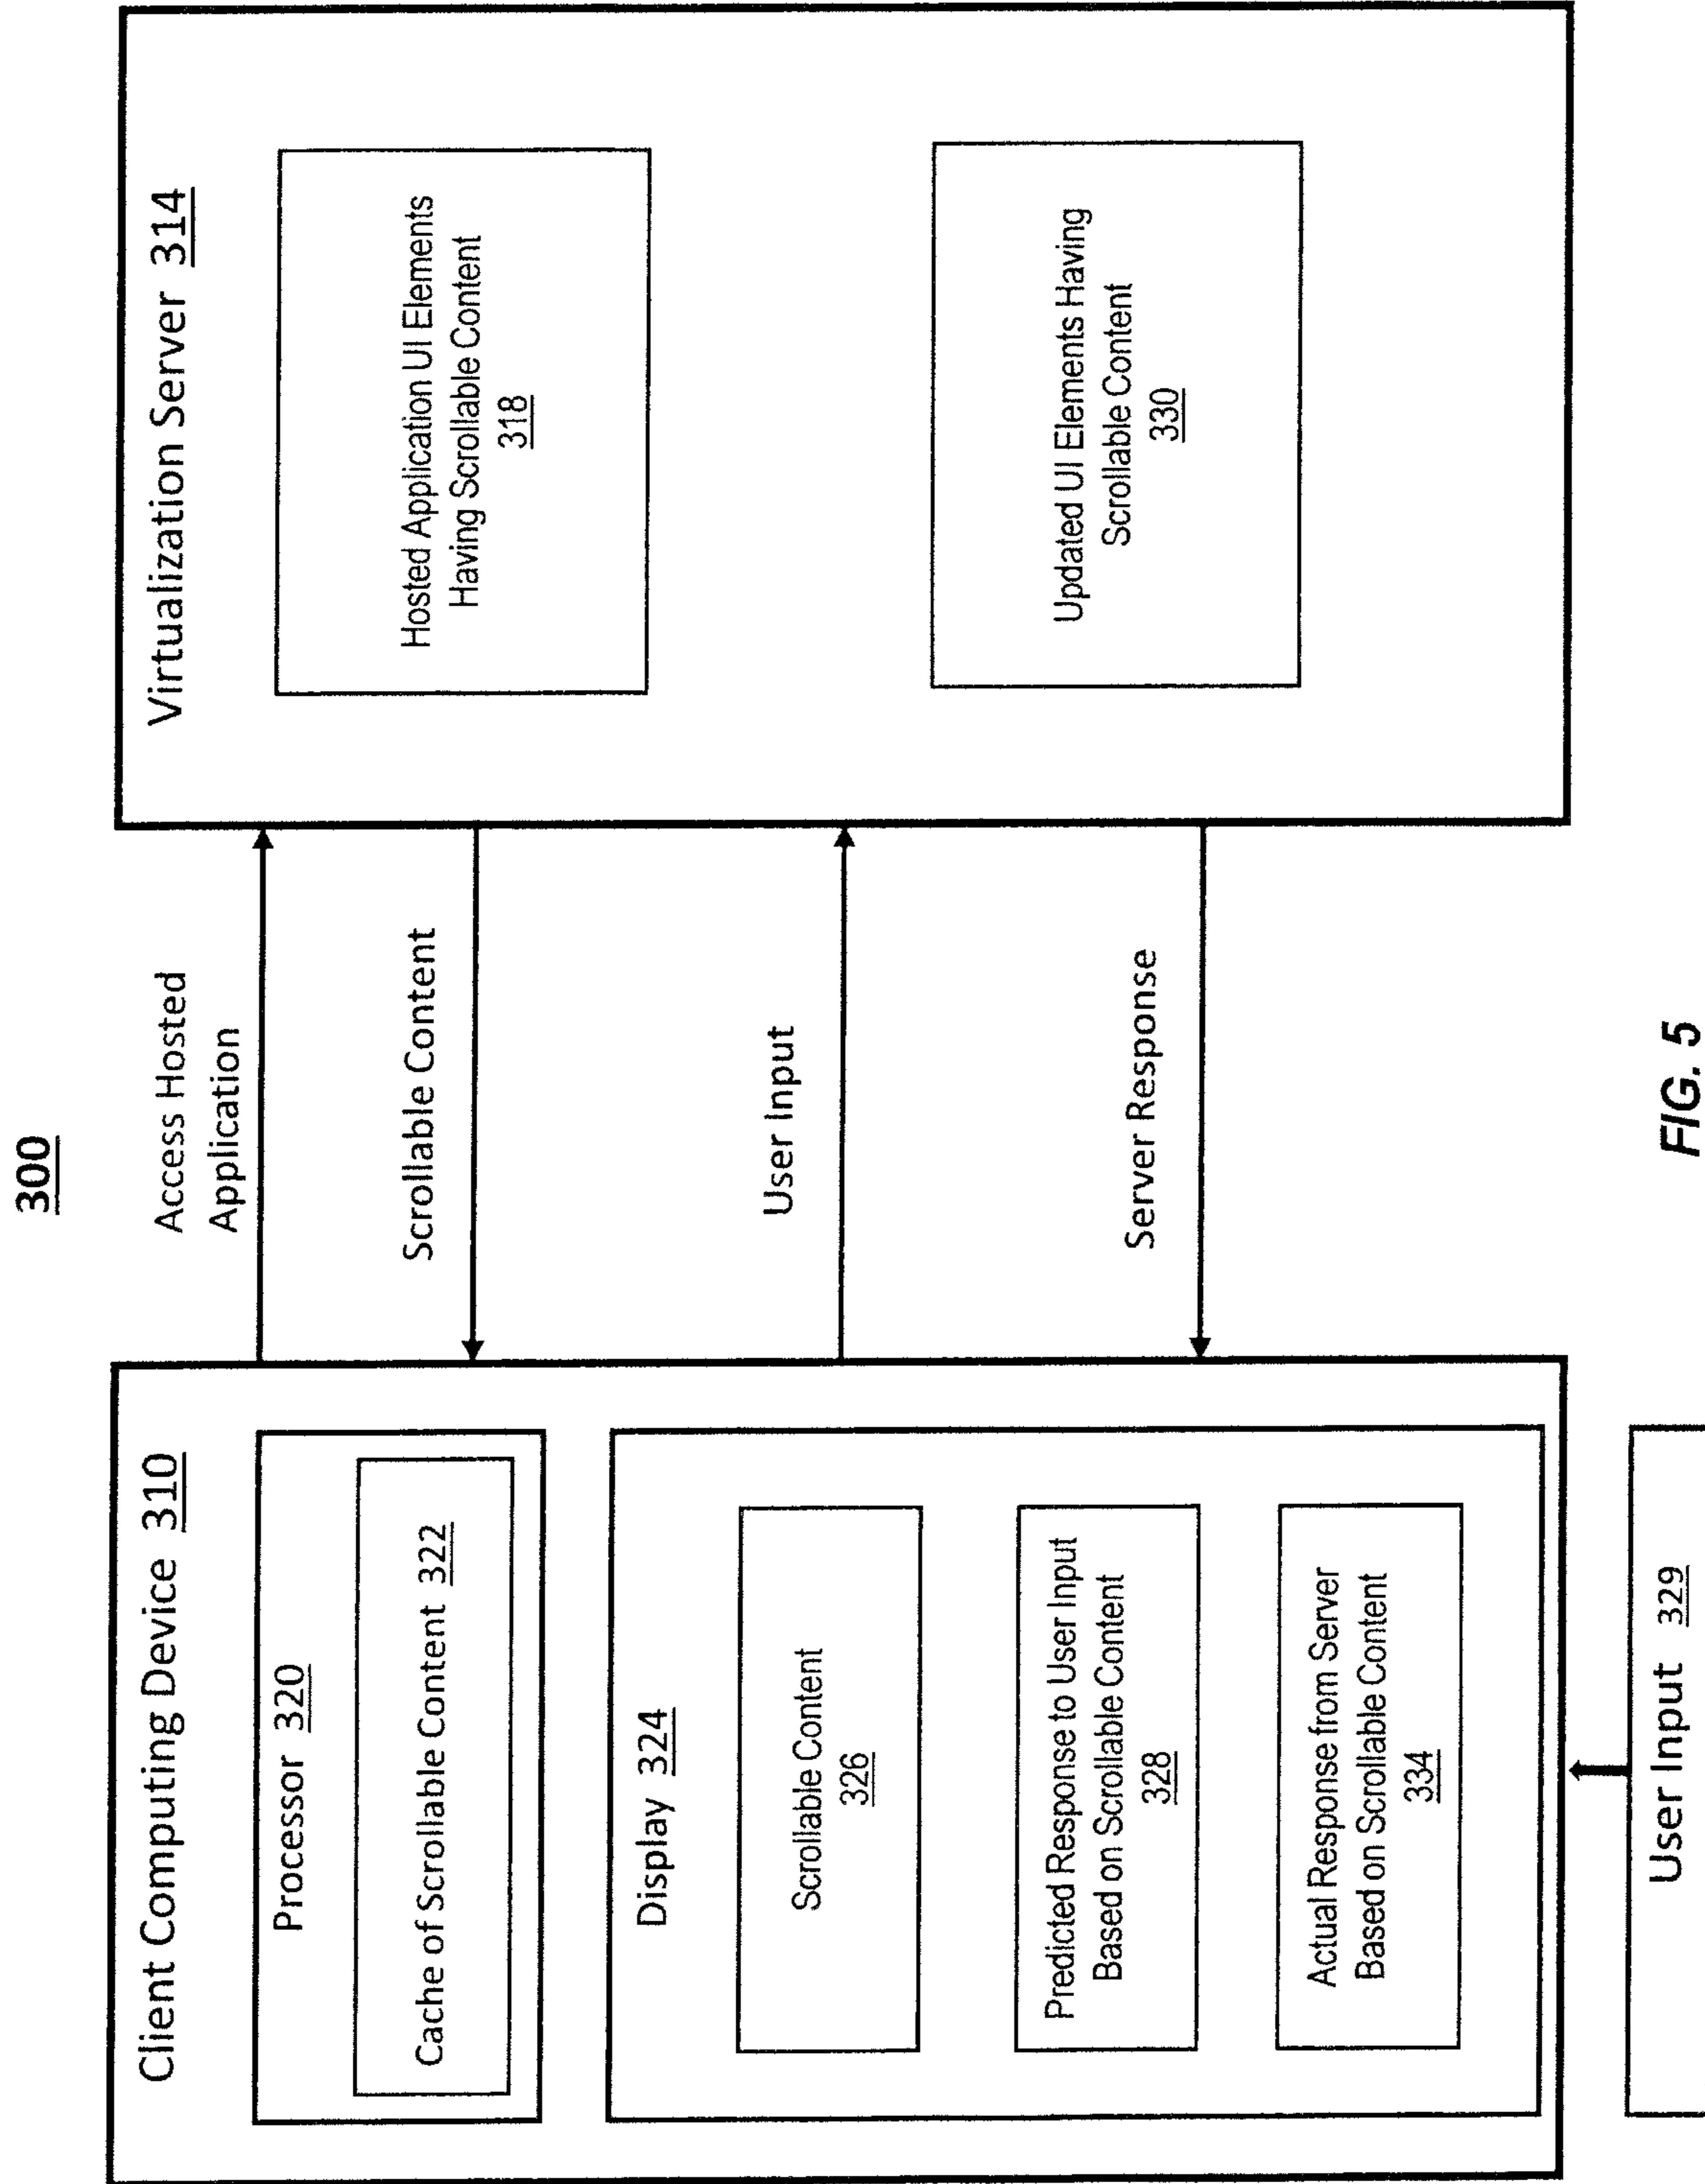 300
Client Computing Device 310
Processor 320
Cache of Scrollable Content 322
Display 324
Scrollable Content
326
Predicted Response to User Input
Based on Scrollable Content
328
Actual Response from Server
Based on Scrollable Content
334
User Input 329
Access Hosted
Application
Scrollable Content
User Input
Server Response
Virtualization Server 314
Hosted Application UI Elements
Having Scrollable Content
318
Updated UI Elements Having
Scrollable Content
330
FIG. 5